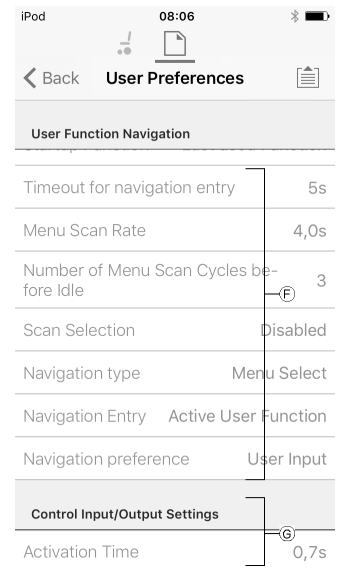 iPod
08:06
Back
User Preferences
User Function Navigation
Timeout for navigation entry 5s
Menu Scan Rate 4,0s
Number of Menu Scan Cycles be-
fore Idle 3
F
Scan Selection Disabled
Navigation type Menu Select
Navigation Entry Active User Function
Navigation preference User Input
Control Input/Output Settings
G
Activation Time 0,7s